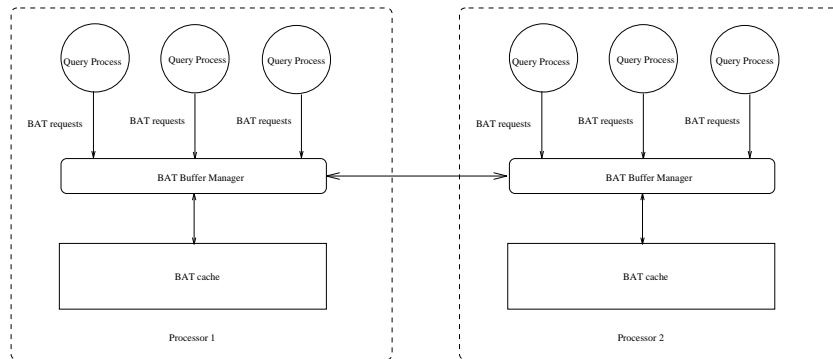 Query Process Query Process Query Process Query Process Query Process Query Process
BAT requests BAT requests BAT requests BAT requests BAT requests BAT requests
BAT Buffer Manager BAT Buffer Manager
BAT cache BAT cache
Processor 1 Processor 2